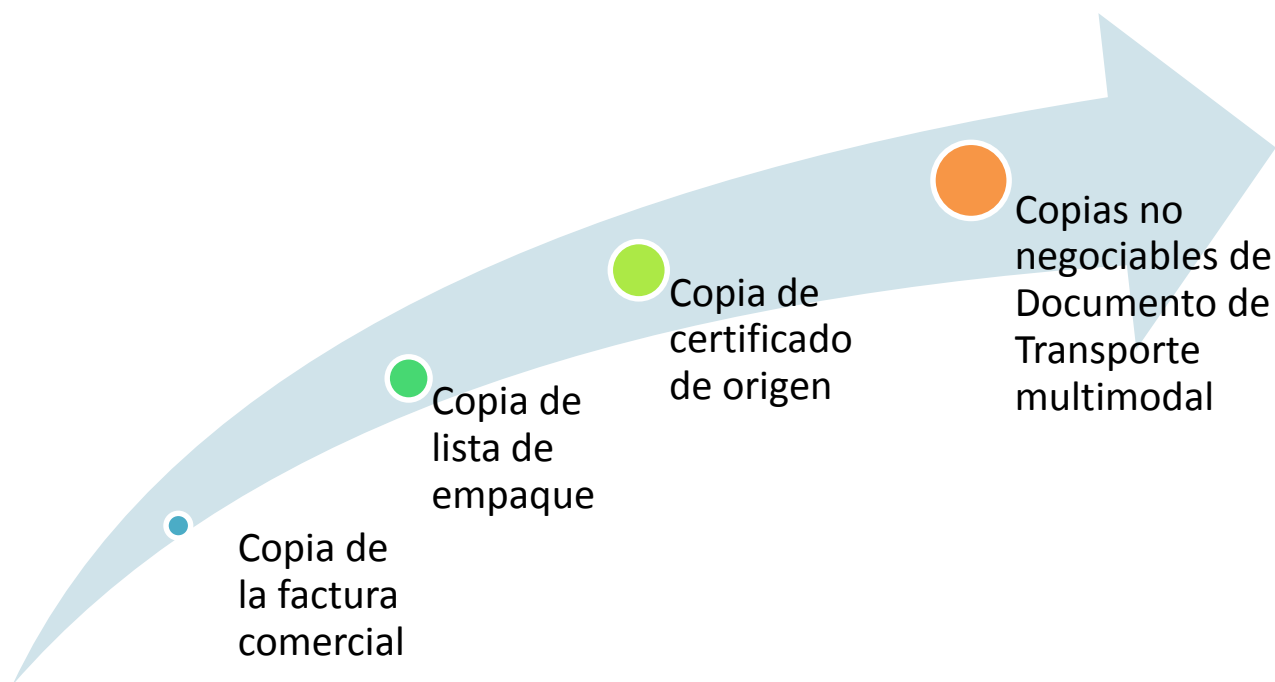 Copia de
la factura
comercial
Copia de
lista de
empaque
Copia de
certificado
de origen
Copias no
negociables de
Documento de
Transporte
multimodal